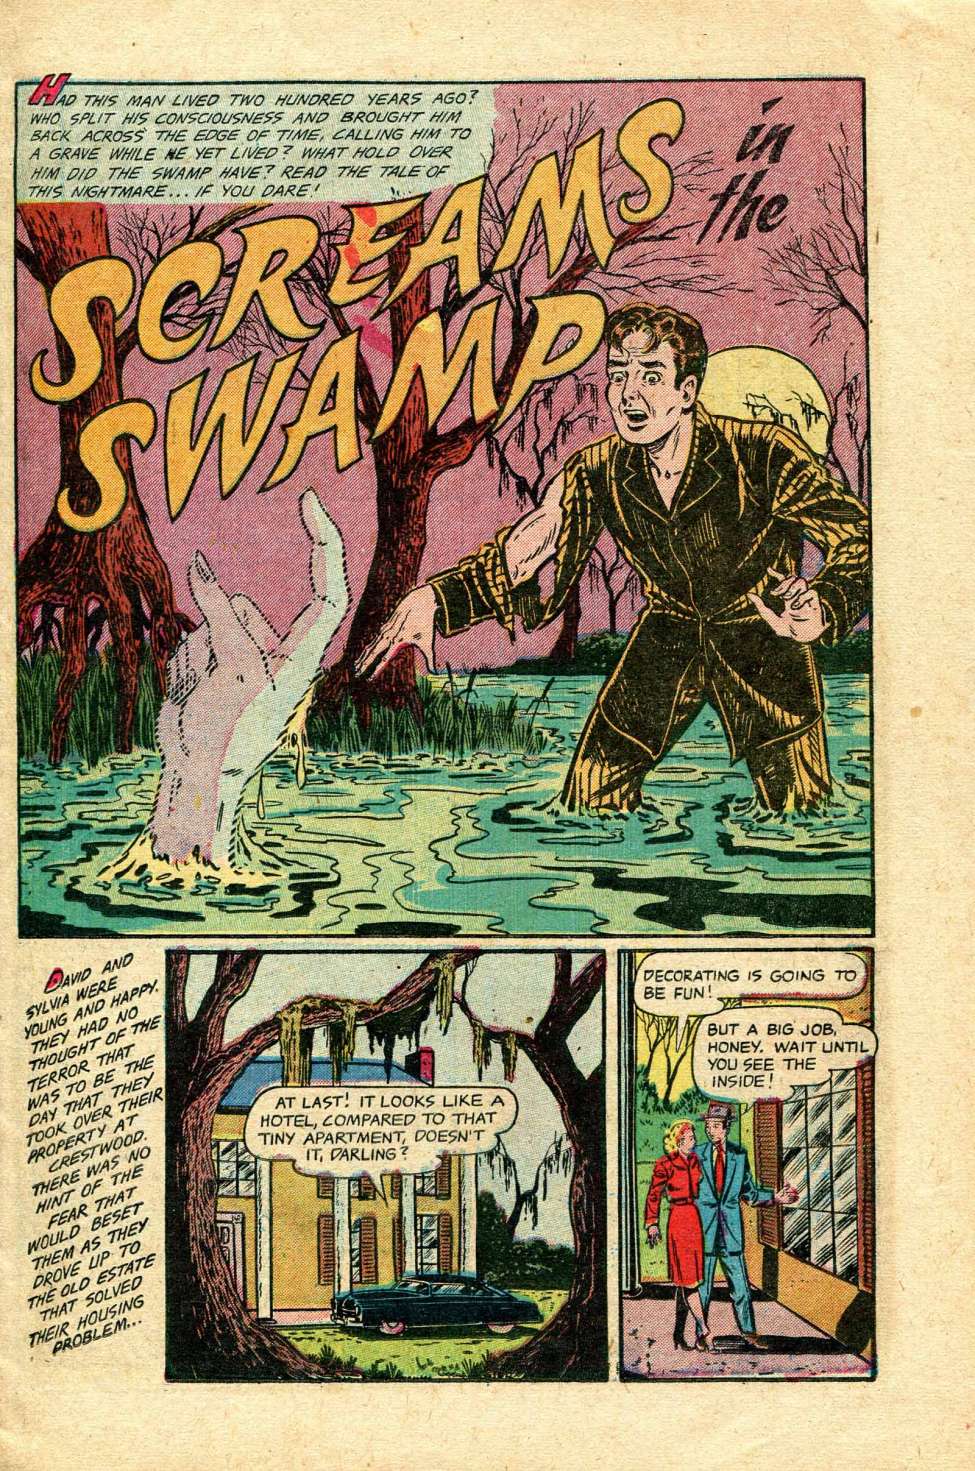 HAD THIS MAN LIVED TWO HUNDRED YEARS AGO?
WHO SPLIT HIS CONSCIOUSNESS AND BROUGHT HIM
BACK ACROSS THE EDGE OF TIME, CALLING HIM TO
A GRAVE WHILE HE YET LIVED? WHAT HOLD OVER
HIM DID THE SWAMP HAVE? READ THE TALE OF
THIS NIGHTMARE... IF YOU DARE!
SCREAMS
in
the
SWAMP
DAVID AND
SYLVIA WERE
YOUNG AND HAPPY.
THEY HAD NO
THOUGHT OF THE
TERROR THAT
WAS TO BE THE
DAY THAT THEY
TOOK OVER THEIR
PROPERTY AT
CRESTWOOD.
THERE WAS NO
HINT OF THE
FEAR THAT
WOULD BESET
THEM AS THEY
DROVE UP TO
THE OLD ESTATE
THAT SOLVED
THEIR HOUSING
PROBLEM...
AT LAST! IT LOOKS LIKE A
HOTEL, COMPARED TO THAT
TINY APARTMENT, DOESN'T
IT, DARLING?
DECORATING IS GOING TO
BE FUN!
BUT A BIG JOB,
HONEY. WAIT UNTIL
YOU SEE THE
INSIDE!